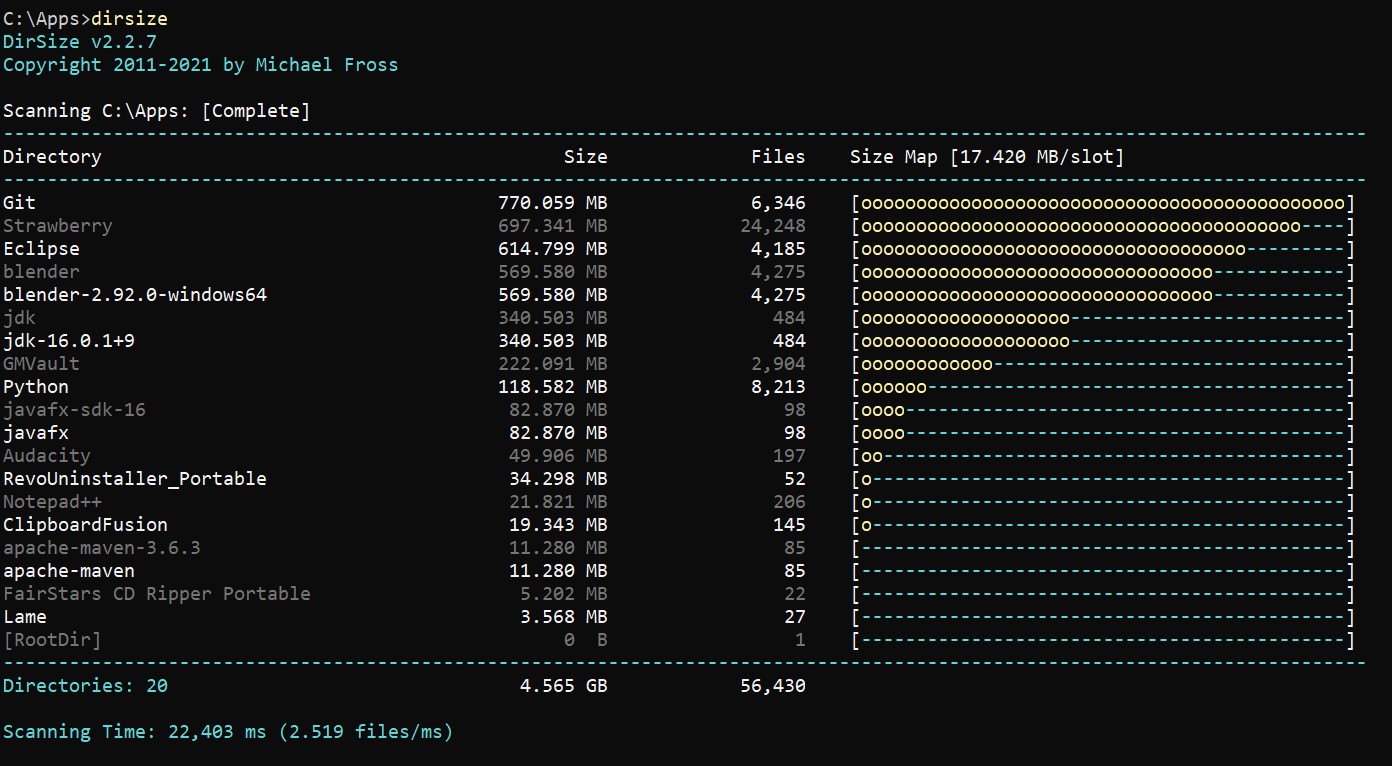 C:\Apps>dirsize
DirSize v2.2.7
Copyright 2011-2021 by Michael Fross
Scanning C:\Apps: [Complete]
---------------------------------------------------------------------------------------------------------------------------
Directory Size Files Size Map [17.420 MB/slot]
---------------------------------------------------------------------------------------------------------------------------
Git 770.059 MB 6,346 [oooooooooooooooooooooooooooooooooooooooooooo]
Strawberry 697.341 MB 24,248 [oooooooooooooooooooooooooooooooooooooooo----]
Eclipse 614.799 MB 4,185 [ooooooooooooooooooooooooooooooooooo---------]
blender 569.580 MB 4,275 [oooooooooooooooooooooooooooooooo------------]
blender-2.92.0-windows64 569.580 MB 4,275 [oooooooooooooooooooooooooooooooo------------]
jdk 340.503 MB 484 [ooooooooooooooooooo-------------------------]
jdk-16.0.1+9 340.503 MB 484 [ooooooooooooooooooo-------------------------]
GMVault 222.091 MB 2,904 [oooooooooooo--------------------------------]
Python 118.582 MB 8,213 [oooooo--------------------------------------]
javafx-sdk-16 82.870 MB 98 [oooo----------------------------------------]
javafx 82.870 MB 98 [oooo----------------------------------------]
Audacity 49.906 MB 197 [oo------------------------------------------]
RevoUninstaller_Portable 34.298 MB 52 [o-------------------------------------------]
Notepad++ 21.821 MB 206 [o-------------------------------------------]
ClipboardFusion 19.343 MB 145 [o-------------------------------------------]
apache-maven-3.6.3 11.280 MB 85 [--------------------------------------------]
apache-maven 11.280 MB 85 [--------------------------------------------]
FairStars CD Ripper Portable 5.202 MB 22 [--------------------------------------------]
Lame 3.568 MB 27 [--------------------------------------------]
[RootDir] 0 B 1 [--------------------------------------------]
---------------------------------------------------------------------------------------------------------------------------
Directories: 20 4.565 GB 56,430
Scanning Time: 22,403 ms (2.519 files/ms)